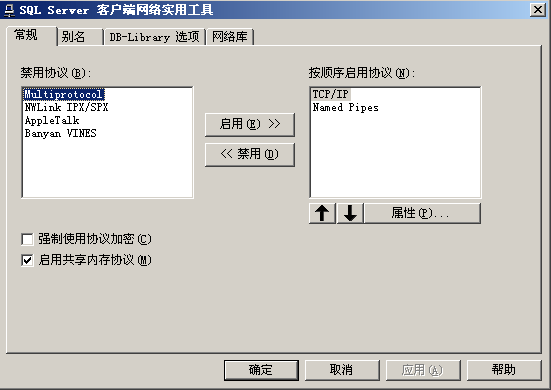 SQL Server 客户端网络实用工具
常规 别名 DB-Library 选项 网络库
禁用协议(B):
Multiprotocol
NWLink IPX/SPX
AppleTalk
Banyan VINES
启用(E) >>
<< 禁用(D)
按顺序启用协议(N):
TCP/IP
Named Pipes
属性(P)...
强制使用协议加密(C)
启用共享内存协议(M)
确定 取消 应用(A) 帮助